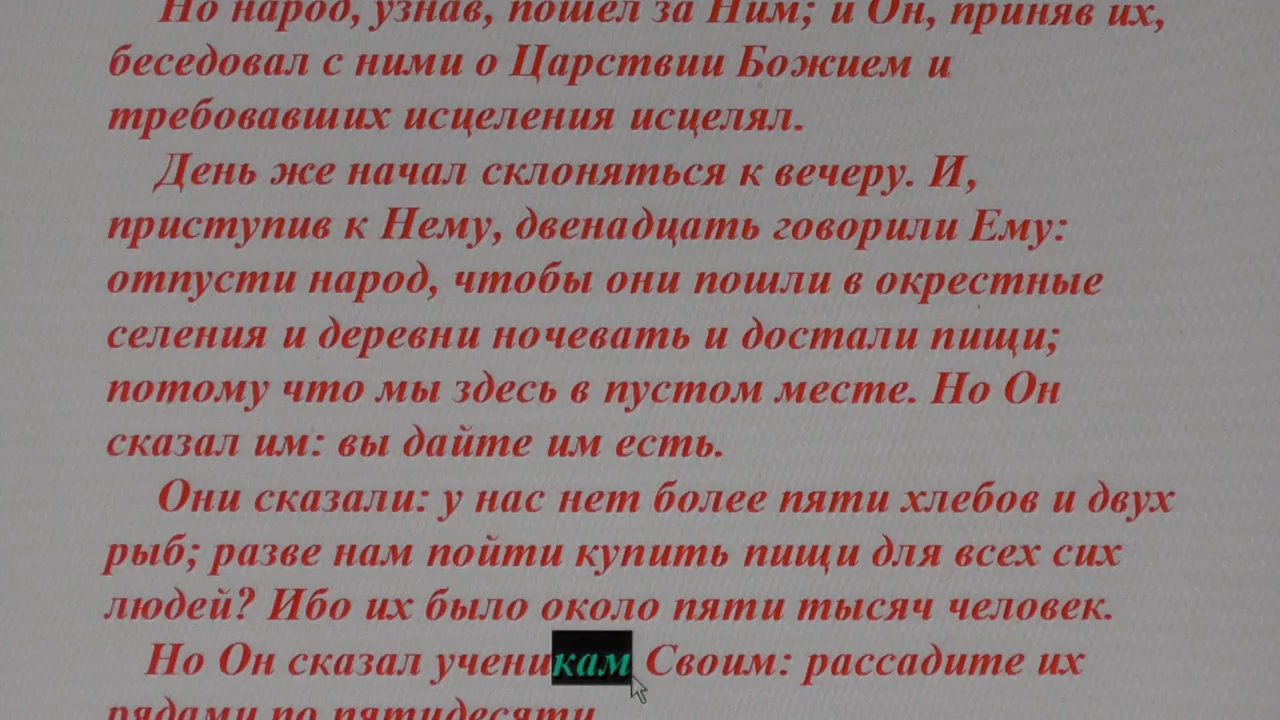 Но народ, узнав, пошел за Ним; и Он, приняв их,
беседовал с ними о Царствии Божием и
требовавших исцеления исцелял.
День же начал склоняться к вечеру. И,
приступив к Нему, двенадцать говорили Ему:
отпусти народ, чтобы они пошли в окрестные
селения и деревни ночевать и достали пищи;
потому что мы здесь в пустом месте. Но Он
сказал им: вы дайте им есть.
Они сказали: у нас нет более пяти хлебов и двух
рыб; разве нам пойти купить пищи для всех сих
людей? Ибо их было около пяти тысяч человек.
Но Он сказал ученикам Своим: рассадите их
рядами по пятидесяти.